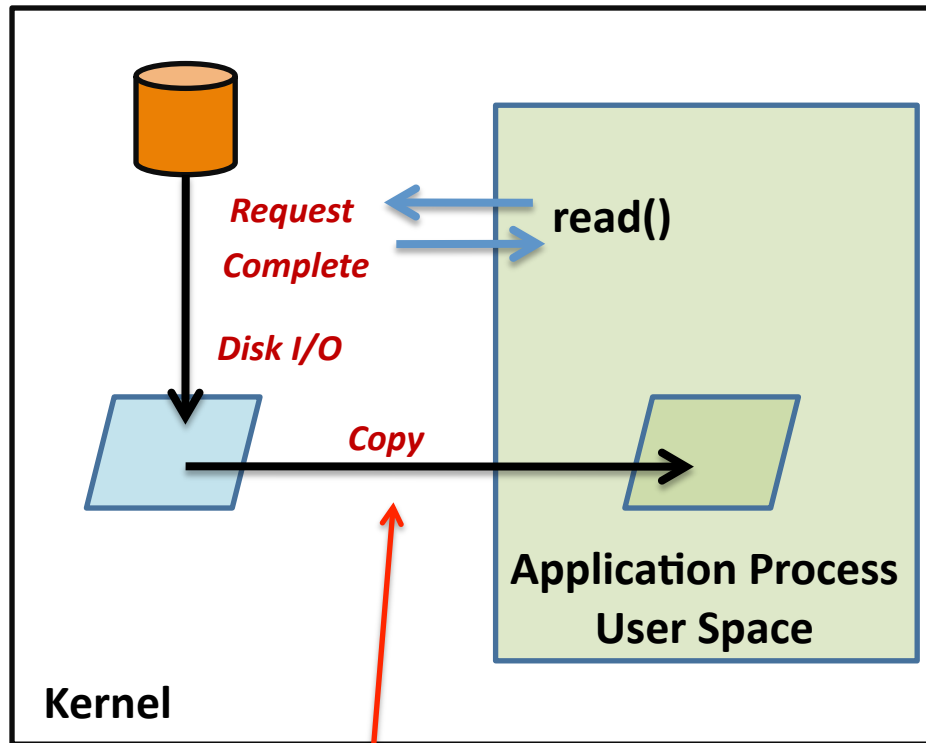 Request
read()
Complete
Disk I/O
Copy
Application Process
User Space
Kernel